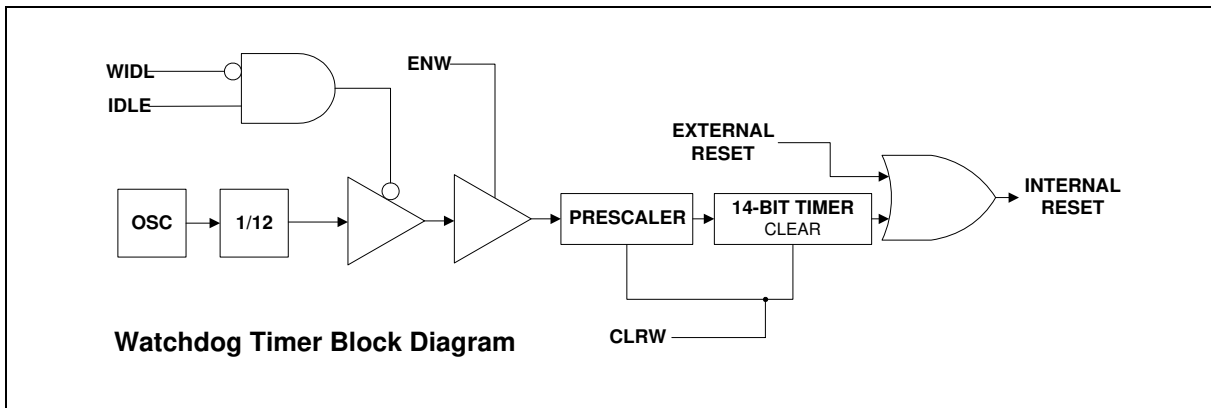 WIDL
IDLE
ENW
EXTERNAL
RESET
INTERNAL
RESET
OSC
1/12
PRESCALER
14-BIT TIMER
CLEAR
CLRW
Watchdog Timer Block Diagram